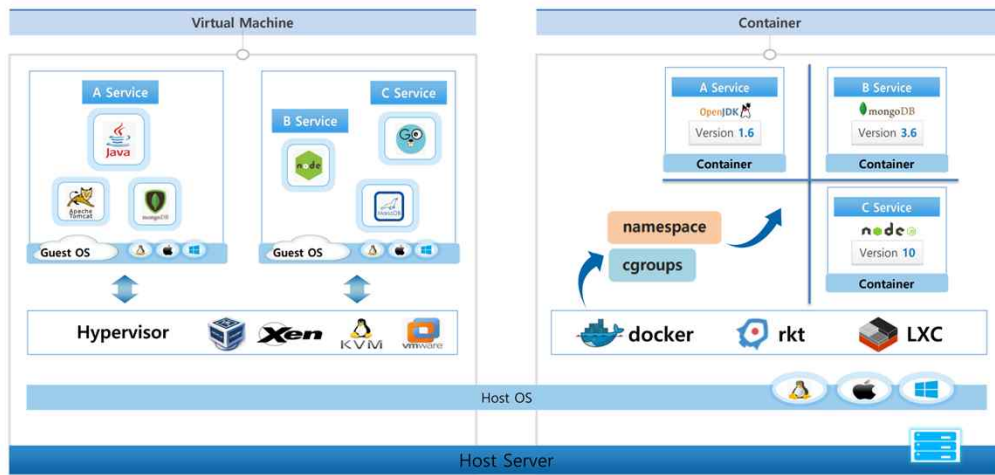 Virtual Machine
Container
A Service
Java
Apache
Tomcat
mongoDB
Guest OS
B Service
node
C Service
GO
MariaDB
Guest OS
Hypervisor
Xen
KVM
vmware
A Service
OpenJDK
Version 1.6
Container
B Service
mongoDB
Version 3.6
Container
C Service
node
Version 10
Container
namespace
cgroups
docker
rkt
LXC
Host OS
Host Server